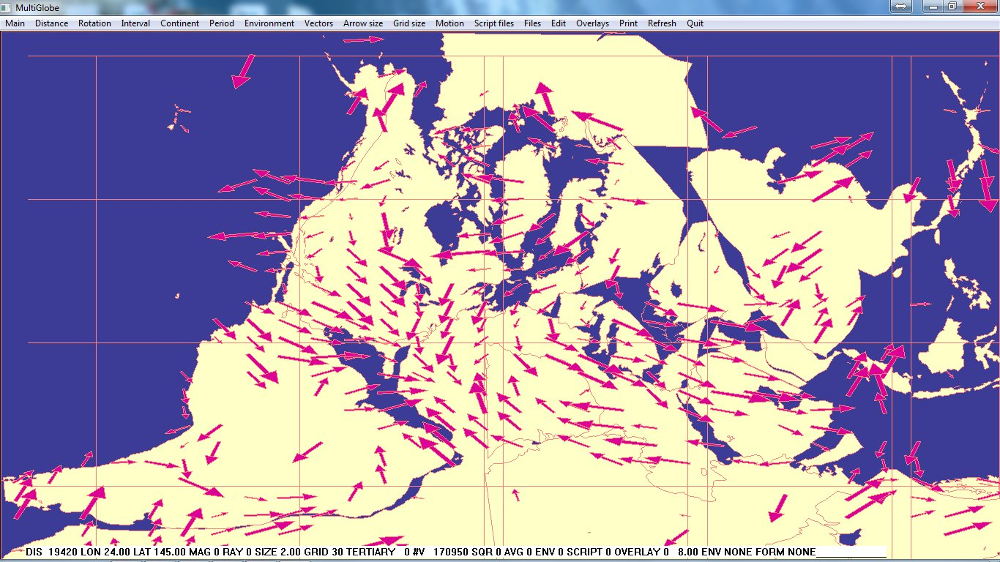 MultiGlobe
Main Distance Rotation Interval Continent Period Environment Vectors Arrow size Grid size Motion Script files Files Edit Overlays Print Refresh Quit
DIS 19420 LON 24.00 LAT 145.00 MAG 0 RAY 0 SIZE 2.00 GRID 30 TERTIARY 0 #V 170950 SQR 0 AVG 0 ENV 0 SCRIPT 0 OVERLAY 0 8.00 ENV NONE FORM NONE____________